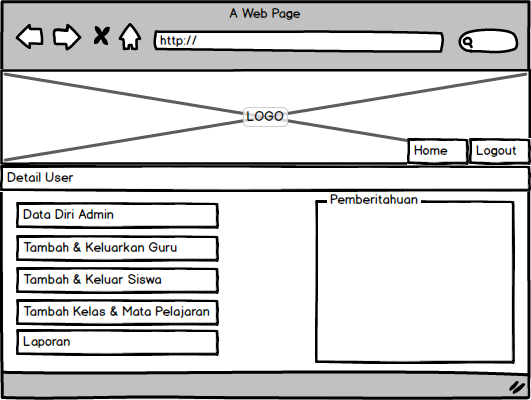 A Web Page
http://
LOGO
Home
Logout
Detail User
Data Diri Admin
Pemberitahuan
Tambah & Keluarkan Guru
Tambah & Keluar Siswa
Tambah Kelas & Mata Pelajaran
Laporan